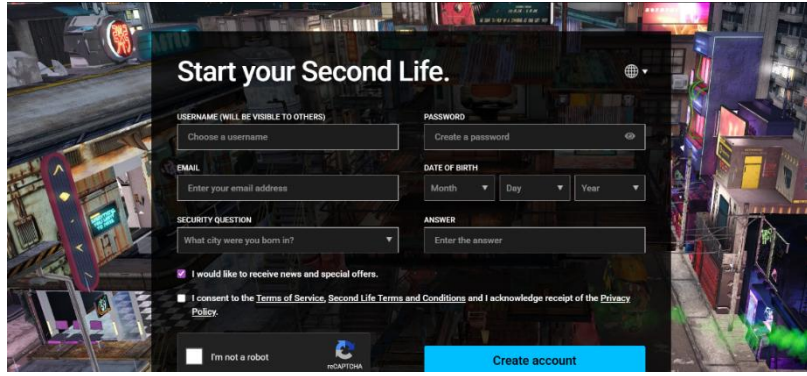 Start your Second Life.
USERNAME (WILL BE VISIBLE TO OTHERS)
Choose a username
PASSWORD
Create a password
EMAIL
Enter your email address
DATE OF BIRTH
Month
Day
Year
SECURITY QUESTION
What city were you born in?
ANSWER
Enter the answer
I would like to receive news and special offers.
I consent to the Terms of Service, Second Life Terms and Conditions and I acknowledge receipt of the Privacy
Policy.
I'm not a robot
reCAPTCHA
Create account